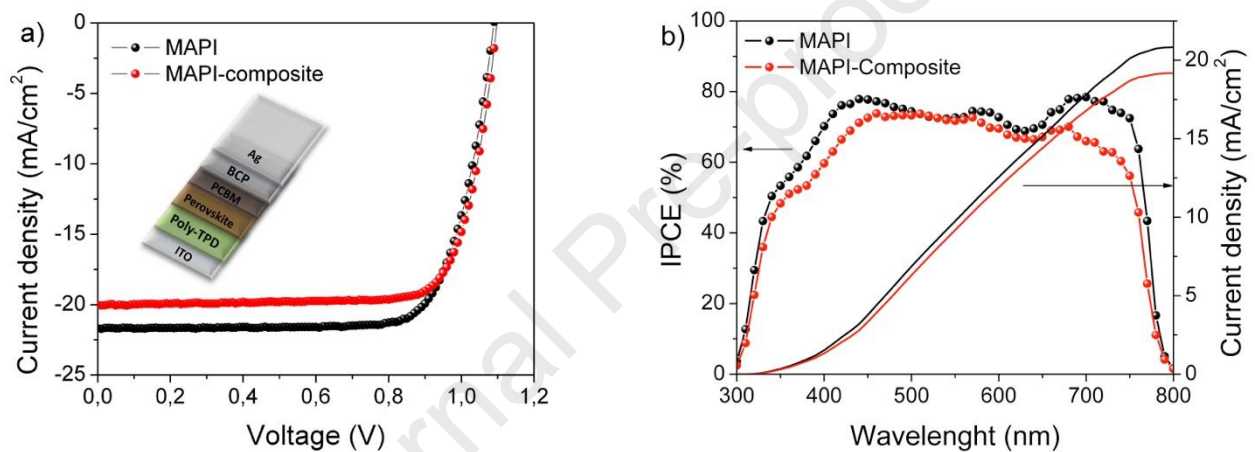 a)
MAPI
MAPI-composite
Ag
BCP
PCBM
Perovskite
Poly-TPD
ITO
0
-5
-10
-15
-20
-25
Current density (mA/cm²)
0,0 0,2 0,4 0,6 0,8 1,0 1,2
Voltage (V)
b)
MAPI
MAPI-Composite
100
80
60
40
20
0
IPCE (%)
20
15
10
5
0
Current density (mA/cm²)
300 400 500 600 700 800
Wavelenght (nm)
rnal Pre-pro